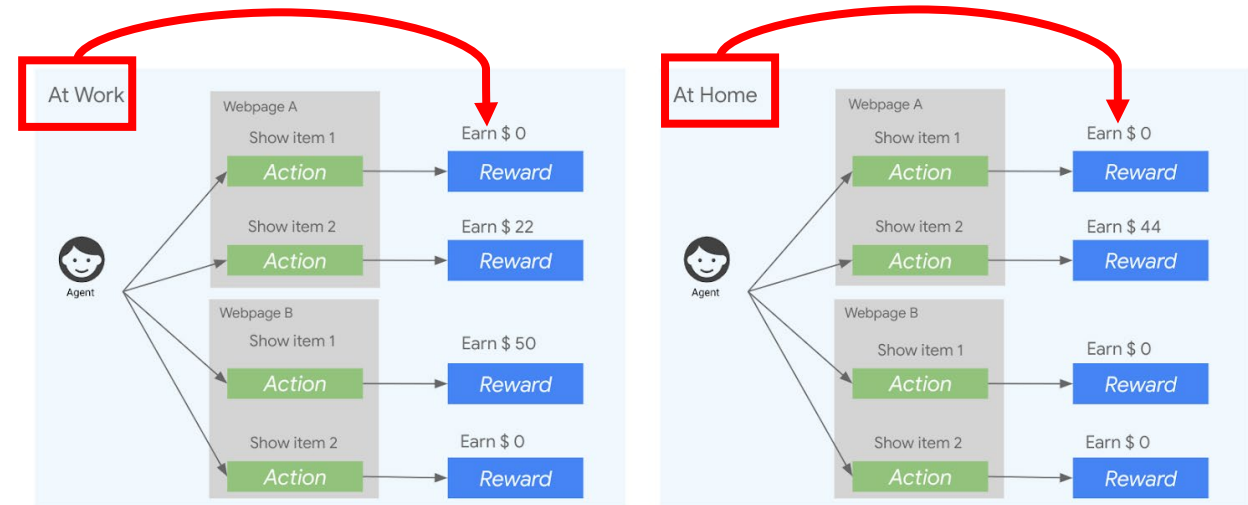 At Work
Webpage A
Show item 1
Action
Earn $ 0
Reward
Show item 2
Action
Earn $ 22
Reward
Agent
Webpage B
Show item 1
Action
Earn $ 50
Reward
Show item 2
Action
Earn $ 0
Reward
At Home
Webpage A
Show item 1
Action
Earn $ 0
Reward
Show item 2
Action
Earn $ 44
Reward
Agent
Webpage B
Show item 1
Action
Earn $ 0
Reward
Show item 2
Action
Earn $ 0
Reward